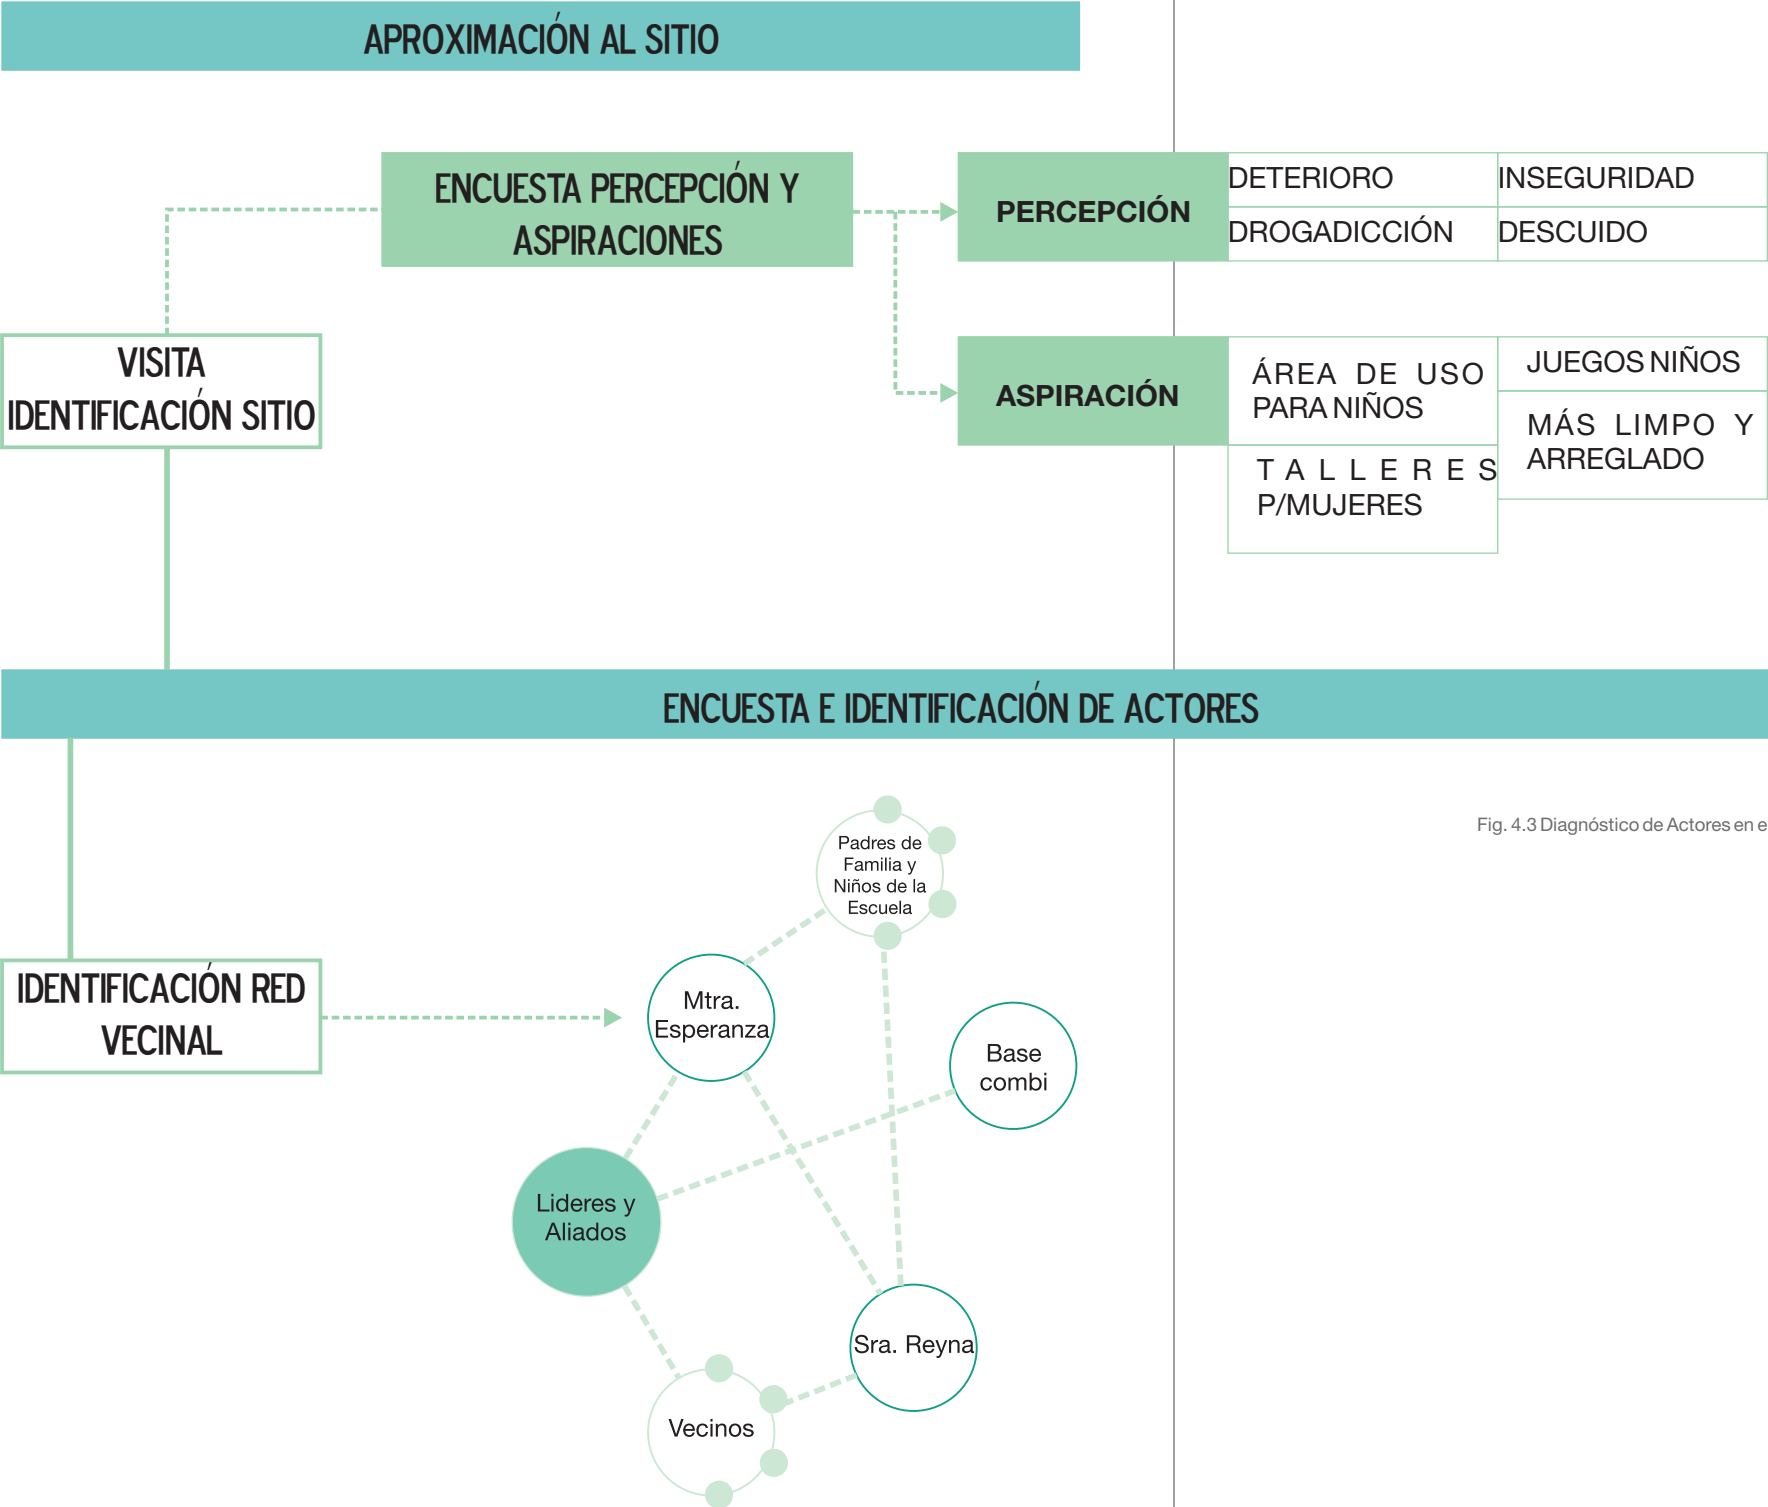 APROXIMACIÓN AL SITIO
ENCUESTA PERCEPCIÓN Y
ASPIRACIONES
PERCEPCIÓN
DETERIORO
INSEGURIDAD
DROGADICCIÓN
DESCUIDO
VISITA
IDENTIFICACIÓN SITIO
ASPIRACIÓN
ÁREA DE USO
PARA NIÑOS
JUEGOS NIÑOS
MÁS LIMPO Y
ARREGLADO
TALLERES
P/MUJERES
ENCUESTA E IDENTIFICACIÓN DE ACTORES
Fig. 4.3 Diagnóstico de Actores en e
Padres de
Familia y
Niños de la
Escuela
IDENTIFICACIÓN RED
VECINAL
Mtra.
Esperanza
Base
combi
Lideres y
Aliados
Sra. Reyna
Vecinos